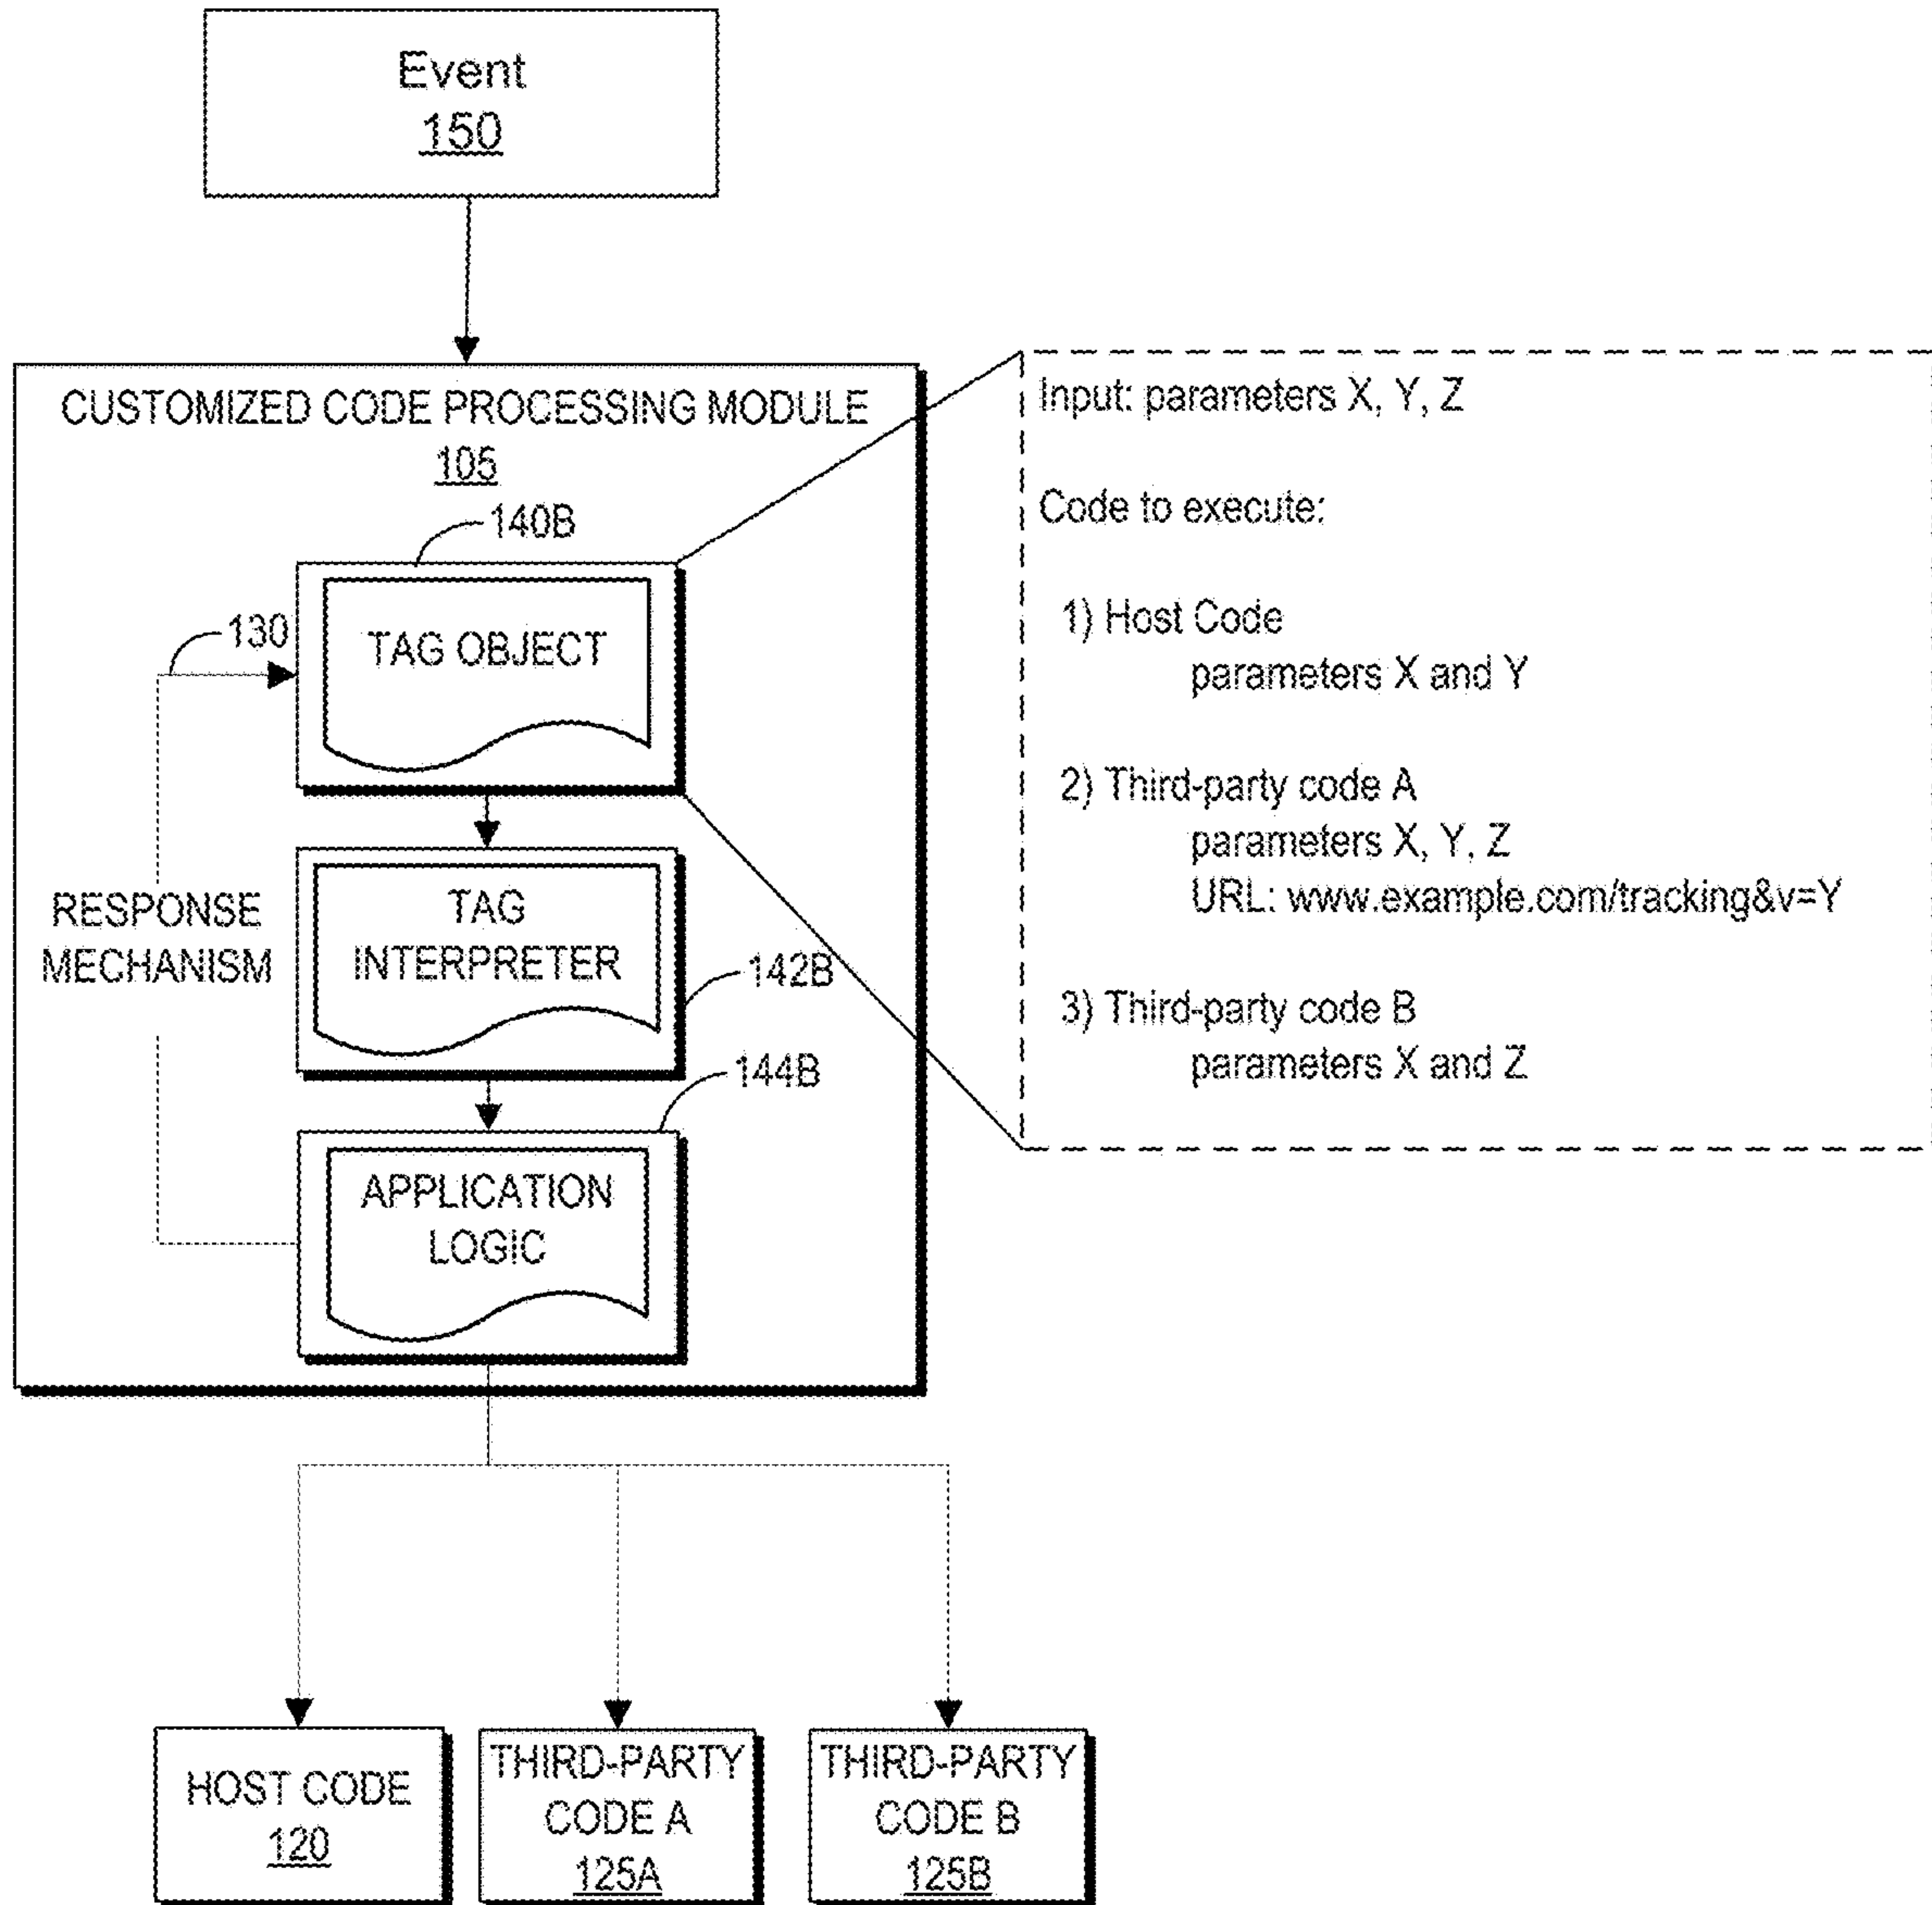 Event
150
CUSTOMIZED CODE PROCESSING MODULE
105
140B
130
TAG OBJECT
TAG
INTERPRETER
142B
RESPONSE
MECHANISM
144B
APPLICATION
LOGIC
Input: parameters X, Y, Z
Code to execute:
1) Host Code
parameters X and Y
2) Third-party code A
parameters X, Y, Z
URL: www.example.com/tracking&v=Y
3) Third-party code B
parameters X and Z
HOST CODE
120
THIRD-PARTY
CODE A
125A
THIRD-PARTY
CODE B
125B